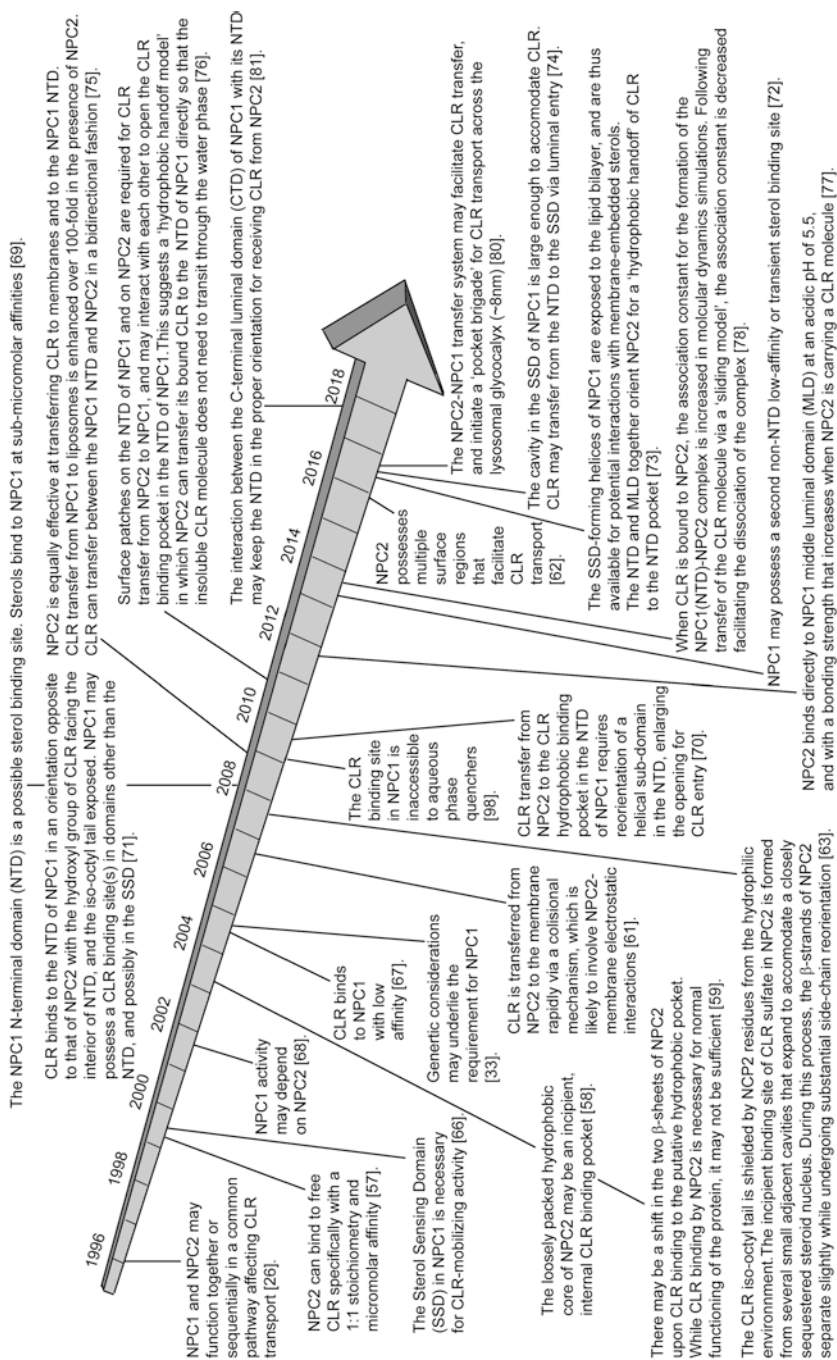 The NPC1 N-terminal domain (NTD) is a possible sterol binding site. Sterols bind to NPC1 at sub-micromolar affinities [69].
CLR binds to the NTD of NPC1 in an orientation opposite
to that of NPC2 with the hydroxyl group of CLR facing the
interior of NTD, and the iso-octyl tail exposed. NPC1 may
possess a CLR binding site(s) in domains other than the
NTD, and possibly in the SSD [71].
NPC2 is equally effective at transferring CLR to membranes and to the NPC1 NTD.
CLR transfer from NPC1 to liposomes is enhanced over 100-fold in the presence of NPC2.
CLR can transfer between the NPC1 NTD and NPC2 in a bidirectional fashion [75].
Surface patches on the NTD of NPC1 and on NPC2 are required for CLR
transfer from NPC2 to NPC1, and may interact with each other to open the CLR
binding pocket in the NTD of NPC1. This suggests a 'hydrophobic handoff model'
in which NPC2 can transfer its bound CLR to the NTD of NPC1 directly so that the
insoluble CLR molecule does not need to transit through the water phase [76].
The interaction between the C-terminal luminal domain (CTD) of NPC1 with its NTD
may keep the NTD in the proper orientation for receiving CLR from NPC2 [81].
1996
1998
2000
2002
2004
2006
2008
2010
2012
2014
2016
2018
NPC1 and NPC2 may
function together or
sequentially in a common
pathway affecting CLR
transport [26]
NPC2 can bind to free
CLR specifically with a
1:1 stoichiometry and
micromolar affinity [57].
The Sterol Sensing Domain
(SSD) in NPC1 is necessary
for CLR-mobilizing activity [66].
NPC1 activity
may depend
on NPC2 [68].
The loosely packed hydrophobic
core of NPC2 may be an incipient,
internal CLR binding pocket [58].
There may be a shift in the two β-sheets of NPC2
upon CLR binding to the putative hydrophobic pocket.
While CLR binding by NPC2 is necessary for normal
functioning of the protein, it may not be sufficient [59].
CLR binds
to NPC1
with low
affinity [67].
Genertic considerations
may underlie the
requirement for NPC1
[33].
CLR is transferred from
NPC2 to the membrane
rapidly via a colisional
mechanism, which is
likely to involve NPC2-
membrane electrostatic
interactions [61].
The CLR iso-octyl tail is shielded by NCP2 residues from the hydrophilic
environment.The incipient binding site of CLR sulfate in NPC2 is formed
from several small adjacent cavities that expand to accomodate a closely
sequestered steroid nucleus. During this process, the β-strands of NPC2
separate slightly while undergoing substantial side-chain reorientation [63].
The CLR
binding site
in NPC1 is
inaccessible
to aqueous
phase
quenchers
[98].
CLR transfer from
NPC2 to the CLR
hydrophobic binding
pocket in the NTD
of NPC1 requires
reorientation of a
helical sub-domain
in the NTD, enlarging
the opening for
CLR entry [70].
NPC2 binds directly to NPC1 middle luminal domain (MLD) at an acidic pH of 5.5,
and with a bonding strength that increases when NPC2 is carrying a CLR molecule [77].
NPC1 may possess a second non-NTD low-affinity or transient sterol binding site [72].
When CLR is bound to NPC2, the association constant for the formation of the
NPC1(NTD)-NPC2 complex is increased in molcular dynamics simulations. Following
transfer of the CLR molecule via a 'sliding model', the association constant is decreased
facilitating the dissociation of the complex [78].
NPC2
possesses
multiple
surface
regions
that
facilitate
CLR
transport
[62].
The SSD-forming helices of NPC1 are exposed to the lipid bilayer, and are thus
available for potential interactions with membrane-embedded sterols.
The NTD and MLD together orient NPC2 for a 'hydrophobic handoff' of CLR
to the NTD pocket [73].
The cavity in the SSD of NPC1 is large enough to accomodate CLR.
CLR may transfer from the NTD to the SSD via luminal entry [74].
The NPC2-NPC1 transfer system may facilitate CLR transfer,
and initiate a 'pocket brigade' for CLR transport across the
lysosomal glycocalyx (~8nm) [80].